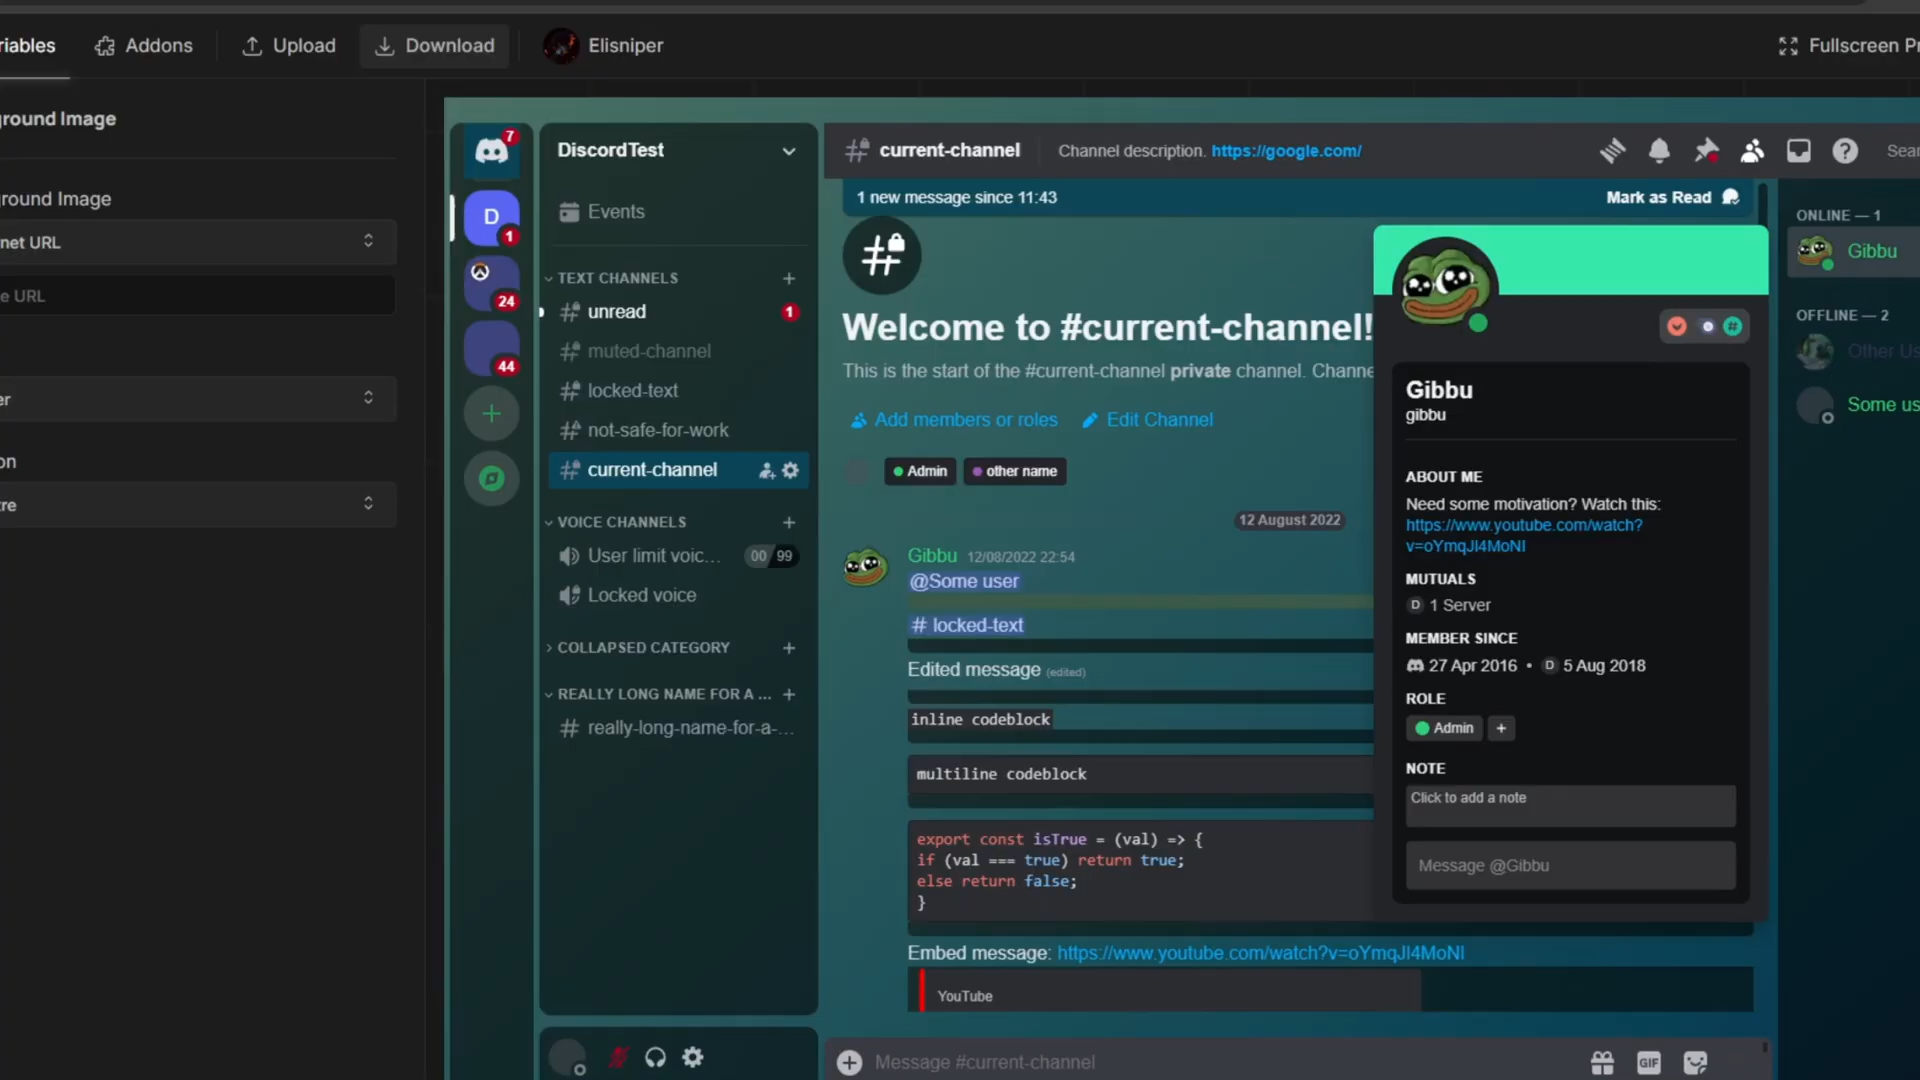 riables
Addons
Upload
Download
Elisniper
Fullscreen Pr
ground Image
ground Image
net URL
e URL
er
on
re
7
D
1
24
44
DiscordTest
Events
TEXT CHANNELS
unread
1
muted-channel
locked-text
not-safe-for-work
current-channel
VOICE CHANNELS
User limit voic...
00 99
Locked voice
COLLAPSED CATEGORY
REALLY LONG NAME FOR A ...
really-long-name-for-a-...
current-channel
Channel description. https://google.com/
Sear
1 new message since 11:43
Mark as Read
Welcome to #current-channel!
This is the start of the #current-channel private channel. Channe
Add members or roles
Edit Channel
Admin
other name
12 August 2022
Gibbu 12/08/2022 22:54
@Some user
# locked-text
Edited message (edited)
inline codeblock
multiline codeblock
export const isTrue = (val) => {
if (val === true) return true;
else return false;
}
Embed message: https://www.youtube.com/watch?v=oYmqJl4MoNI
YouTube
Message #current-channel
GIF
Gibbu
gibbu
ABOUT ME
Need some motivation? Watch this:
https://www.youtube.com/watch?
v=oYmqJl4MoNI
MUTUALS
D 1 Server
MEMBER SINCE
27 Apr 2016 • D 5 Aug 2018
ROLE
Admin +
NOTE
Click to add a note
Message @Gibbu
ONLINE — 1
Gibbu
OFFLINE — 2
Other Us
Some us